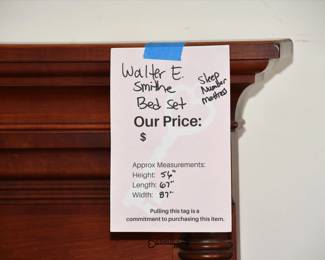 Walter E.
Smithe
Bed Set
Sleep
Number
Mattress
Our Price:
$
Approx Measurements:
Height: 56"
Length: 67"
Width: 87"
Pulling this tag is a
commitment to purchasing this item.